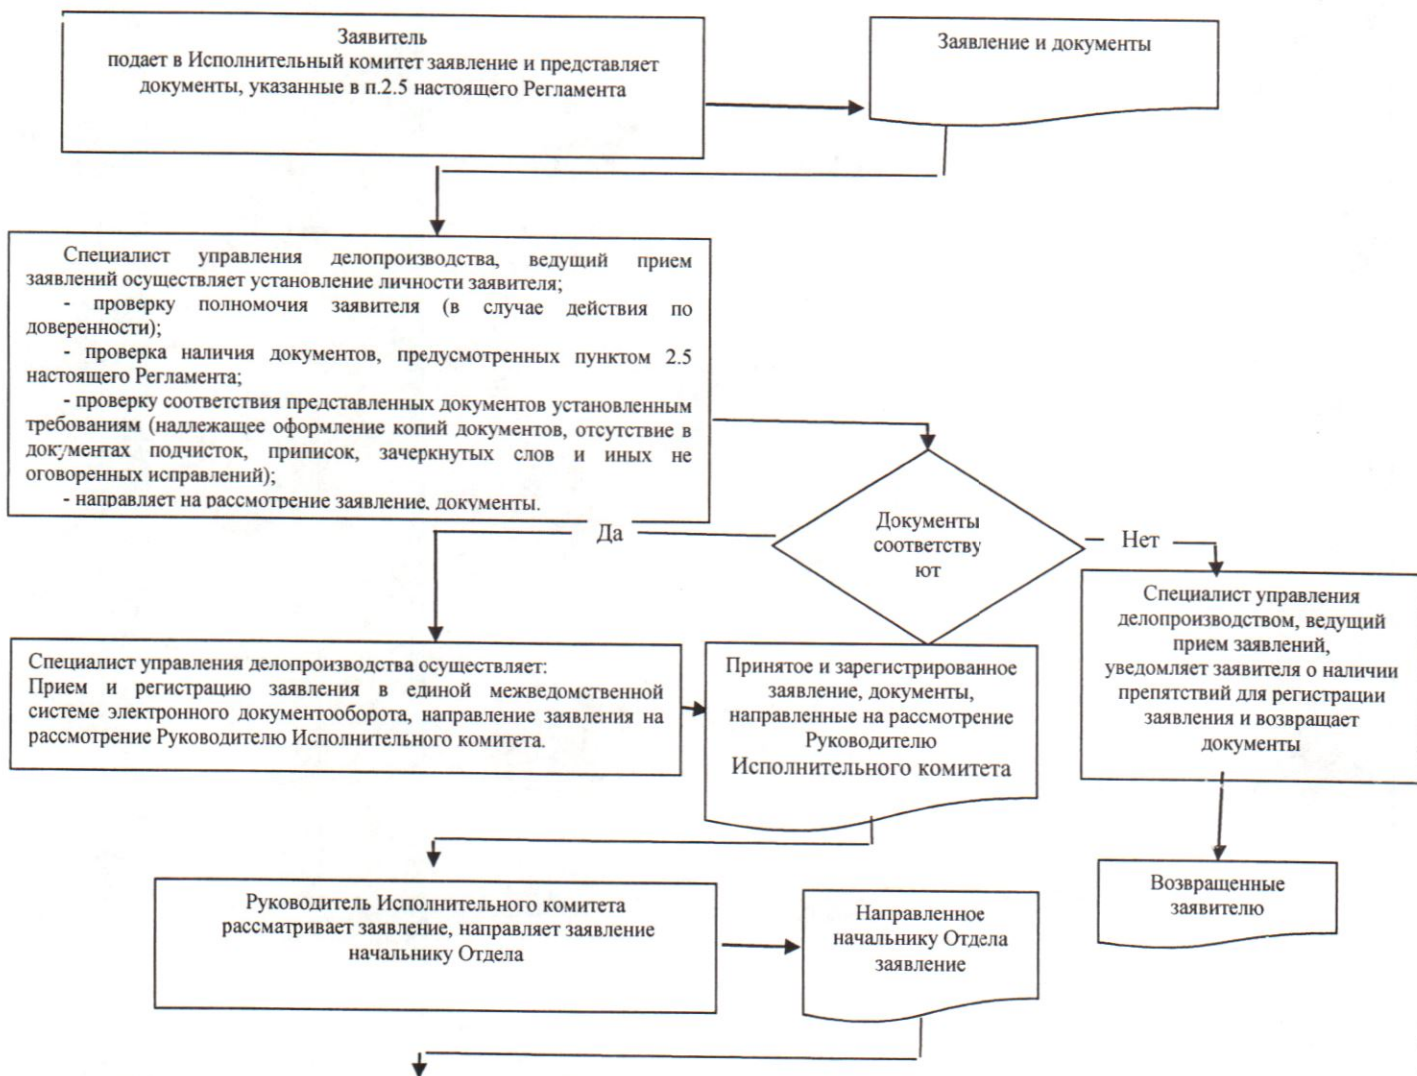 Заявитель
подает в Исполнительный комитет заявление и представляет
документы, указанные в п.2.5 настоящего Регламента
Заявление и документы
Специалист управления делопроизводства, ведущий прием
заявлений осуществляет установление личности заявителя;
- проверку полномочия заявителя (в случае действия по
доверенности);
- проверка наличия документов, предусмотренных пунктом 2.5
настоящего Регламента;
- проверку соответствия представленных документов установленным
требованиям (надлежащее оформление копий документов, отсутствие в
документах подчисток, приписок, зачеркнутых слов и иных не
оговоренных исправлений);
- направляет на рассмотрение заявление, документы.
Документы
соответству
ют
Да
Нет
Специалист управления делопроизводства осуществляет:
Прием и регистрацию заявления в единой межведомственной
системе электронного документооборота, направление заявления на
рассмотрение Руководителю Исполнительного комитета.
Принятое и зарегистрированное
заявление, документы,
направленные на рассмотрение
Руководителю
Исполнительного комитета
Специалист управления
делопроизводством, ведущий
прием заявлений,
уведомляет заявителя о наличии
препятствий для регистрации
заявления и возвращает
документы
Возвращенные
заявителю
Руководитель Исполнительного комитета
рассматривает заявление, направляет заявление
начальнику Отдела
Направленное
начальнику Отдела
заявление